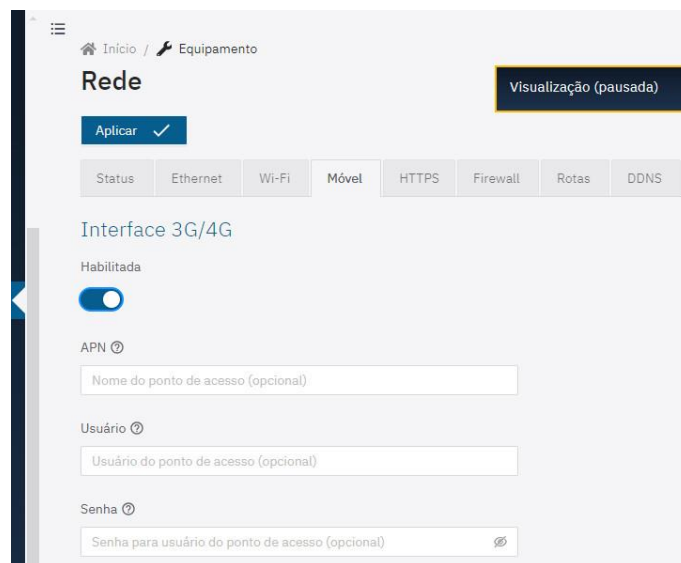 Início / Equipamento
Rede
Visualização (pausada)
Aplicar
Status Ethernet Wi-Fi Móvel HTTPS Firewall Rotas DDNS
Interface 3G/4G
Habilitada
APN
Nome do ponto de acesso (opcional)
Usuário
Usuário do ponto de acesso (opcional)
Senha
Senha para usuário do ponto de acesso (opcional)